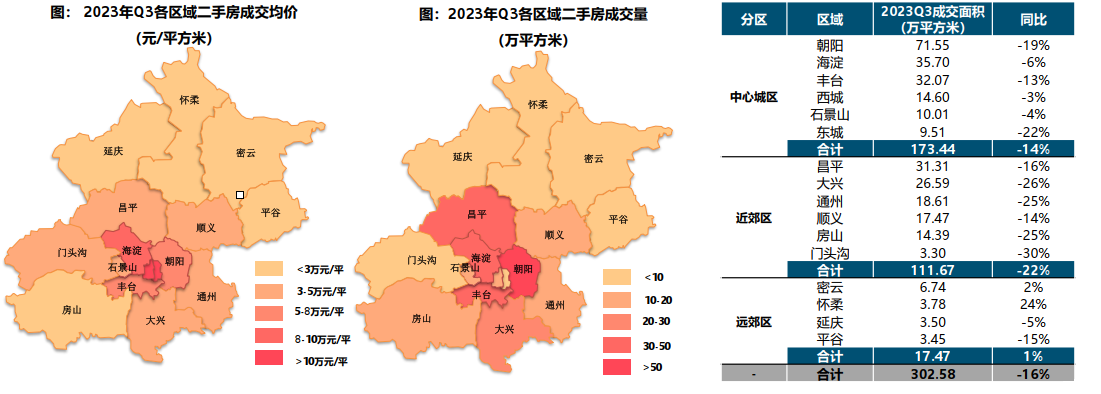 图：2023年Q3各区域二手房成交均价
（元/平方米）
怀柔
延庆
密云
平谷
昌平
顺义
门头沟
海淀
朝阳
石景山
丰台
通州
房山
大兴
<3万元/平
3-5万元/平
5-8万元/平
8-10万元/平
>10万元/平
图：2023年Q3各区域二手房成交量
（万平方米）
怀柔
延庆
密云
平谷
昌平
顺义
门头沟
海淀
朝阳
石景山
丰台
通州
房山
大兴
<10
10-20
20-30
30-50
>50
分区 区域 2023Q3成交面积（万平方米） 同比
中心城区
朝阳 71.55 -19%
海淀 35.70 -6%
丰台 32.07 -13%
西城 14.60 -3%
石景山 10.01 -4%
东城 9.51 -22%
合计 173.44 -14%
近郊区
昌平 31.31 -16%
大兴 26.59 -26%
通州 18.61 -25%
顺义 17.47 -14%
房山 14.39 -25%
门头沟 3.30 -30%
合计 111.67 -22%
远郊区
密云 6.74 2%
怀柔 3.78 24%
延庆 3.50 -5%
平谷 3.45 -15%
合计 17.47 1%
- 合计 302.58 -16%